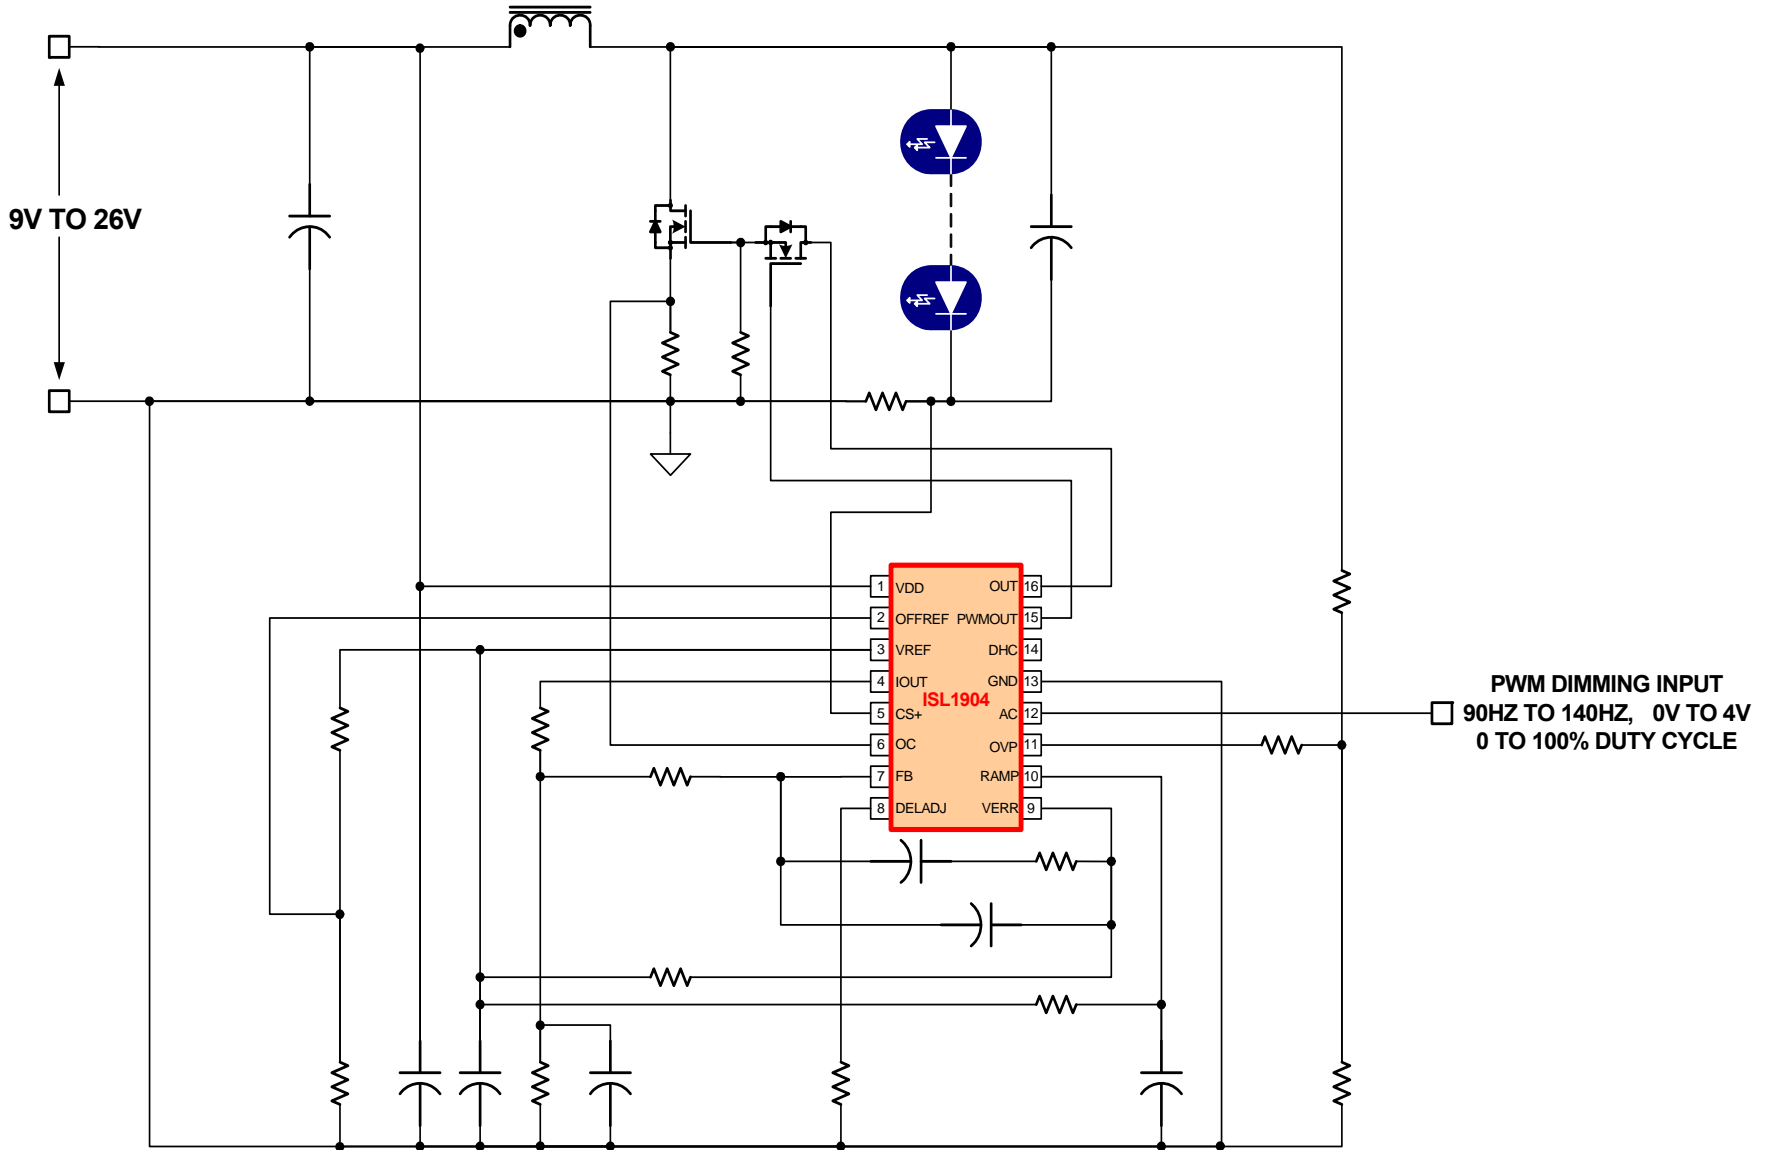 9V TO 26V
1 VDD OUT 16
2 OFFREF PWMOUT 15
3 VREF DHC 14
4 IOUT GND 13
ISL1904
5 CS+ AC 12
6 OC OVP 11
7 FB RAMP 10
8 DELADJ VERR 9
PWM DIMMING INPUT
90HZ TO 140HZ, 0V TO 4V
0 TO 100% DUTY CYCLE